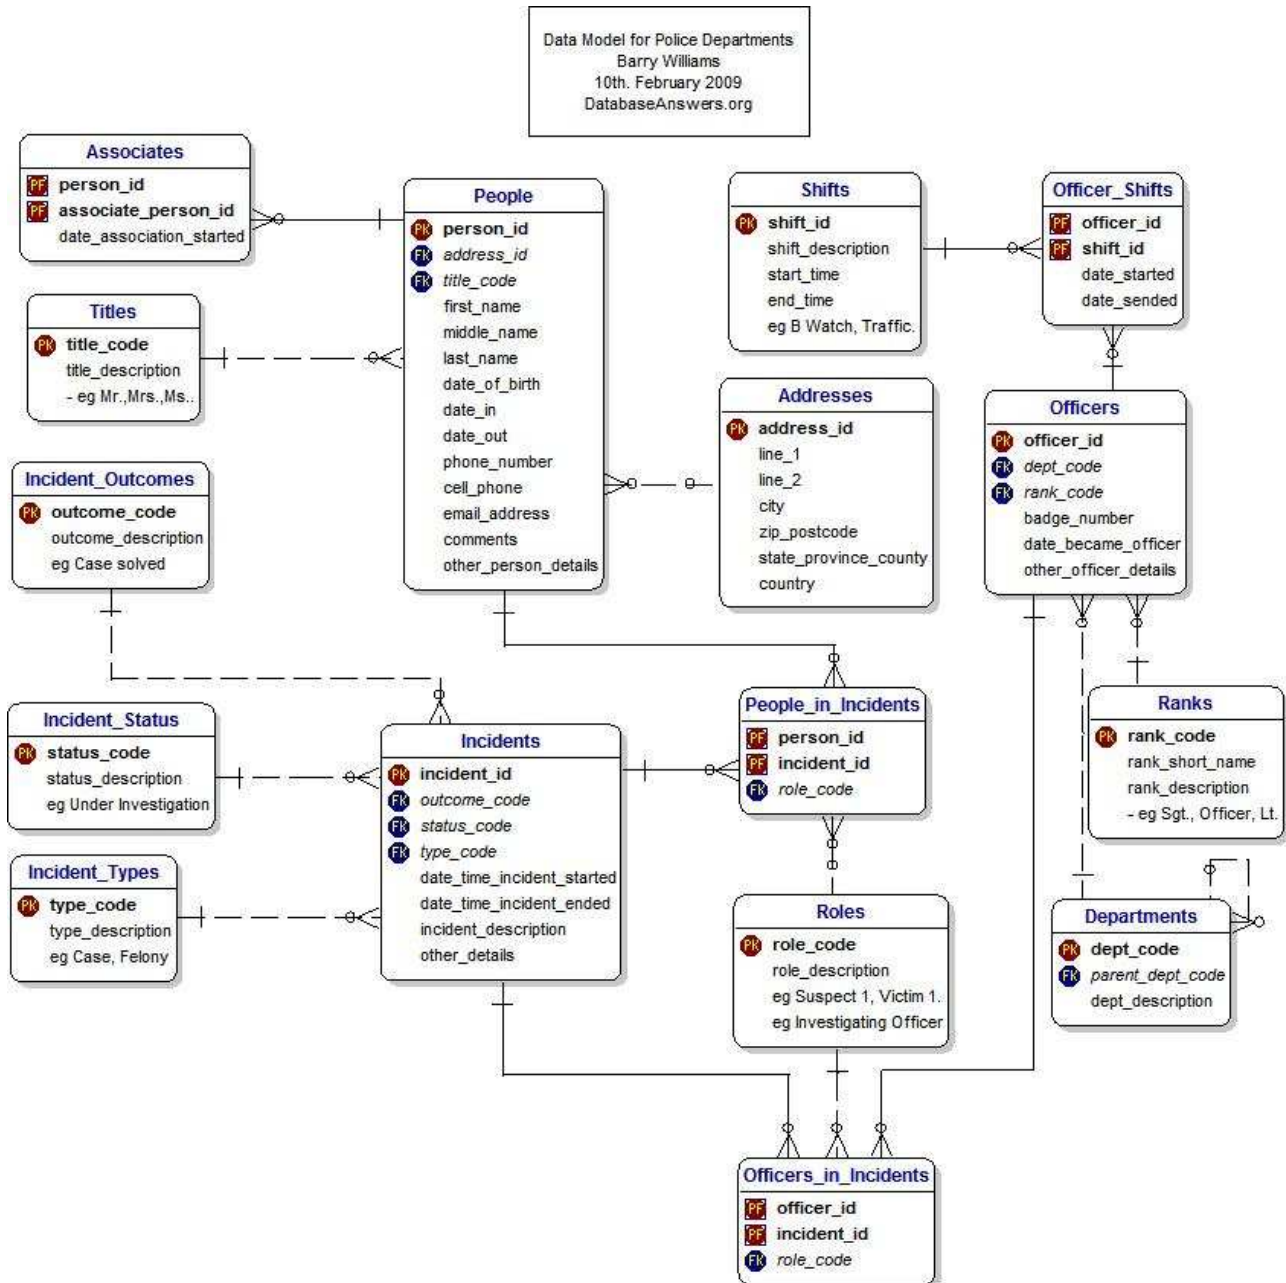 Data Model for Police Departments
Barry Williams
10th. February 2009
DatabaseAnswers.org
Associates
PF person_id
PF associate_person_id
date_association_started
Titles
PK title_code
title_description
- eg Mr.,Mrs.,Ms..
Incident_Outcomes
PK outcome_code
outcome_description
eg Case solved
Incident_Status
PK status_code
status_description
eg Under Investigation
Incident_Types
PK type_code
type_description
eg Case, Felony
People
PK person_id
FK address_id
FK title_code
first_name
middle_name
last_name
date_of_birth
date_in
date_out
phone_number
cell_phone
email_address
comments
other_person_details
Incidents
PK incident_id
FK outcome_code
FK status_code
FK type_code
date_time_incident_started
date_time_incident_ended
incident_description
other_details
Shifts
PK shift_id
shift_description
start_time
end_time
eg B Watch, Traffic.
Addresses
PK address_id
line_1
line_2
city
zip_postcode
state_province_county
country
People_in_Incidents
PF person_id
PF incident_id
FK role_code
Roles
PK role_code
role_description
eg Suspect 1, Victim 1.
eg Investigating Officer
Officers_in_Incidents
PF officer_id
PF incident_id
FK role_code
Officer_Shifts
PF officer_id
PF shift_id
date_started
date_sended
Officers
PK officer_id
FK dept_code
FK rank_code
badge_number
date_became_officer
other_officer_details
Ranks
PK rank_code
rank_short_name
rank_description
- eg Sgt., Officer, Lt.
Departments
PK dept_code
FK parent_dept_code
dept_description